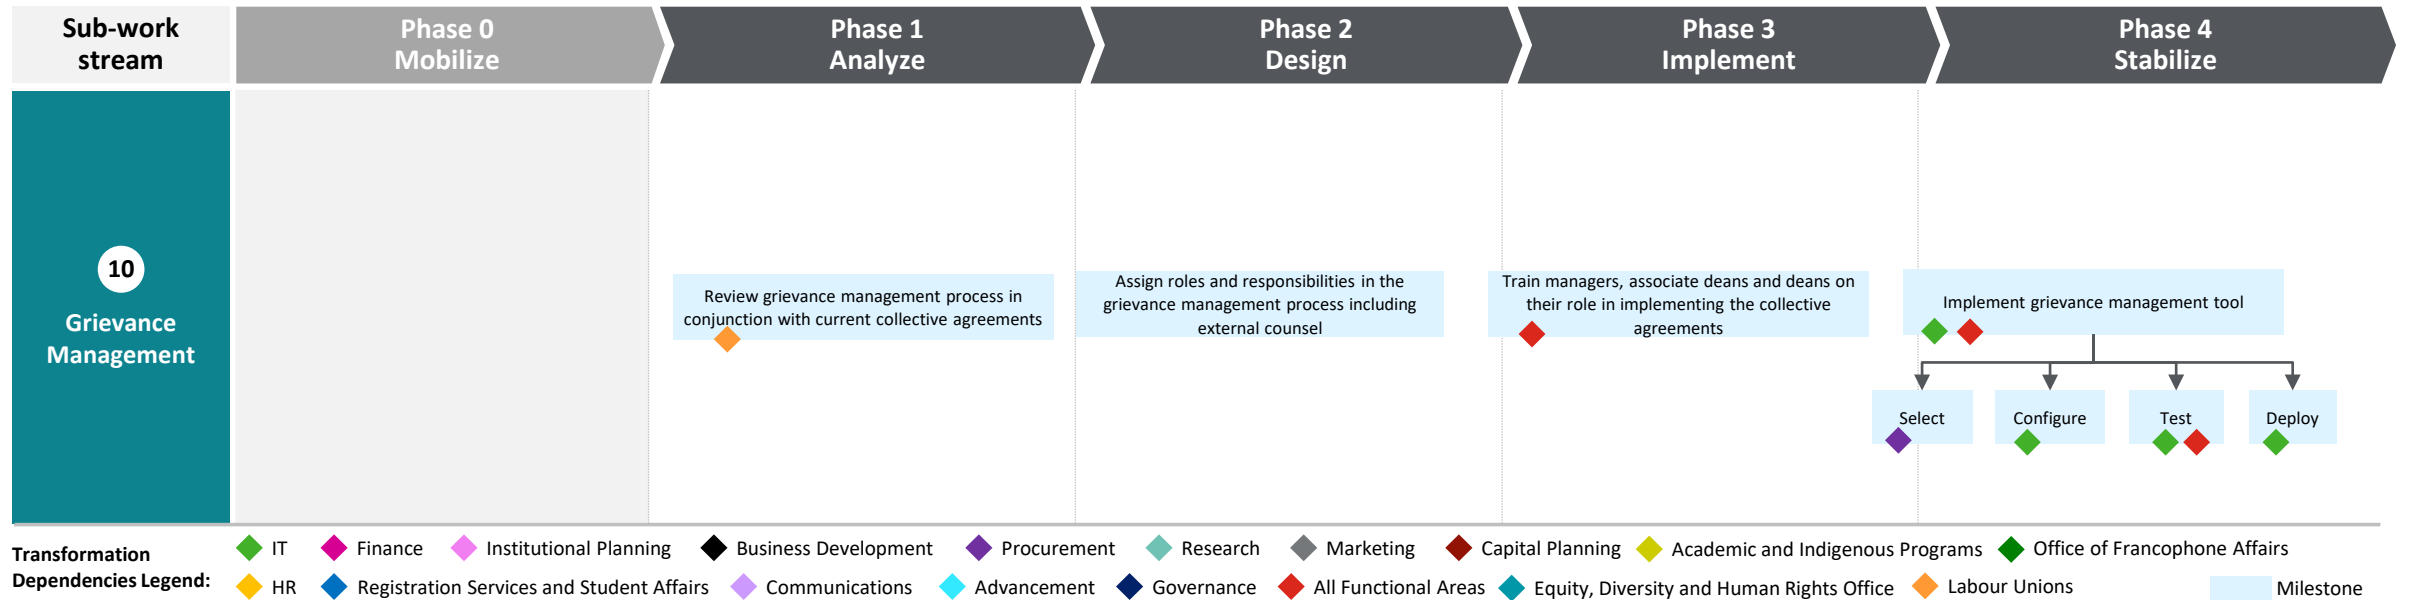 Sub-work
stream
Phase 0
Mobilize
Phase 1
Analyze
Phase 2
Design
Phase 3
Implement
Phase 4
Stabilize
10
Grievance
Management
Review grievance management process in
conjunction with current collective agreements
Assign roles and responsibilities in the
grievance management process including
external counsel
Train managers, associate deans and deans on
their role in implementing the collective
agreements
Implement grievance management tool
Select
Configure
Test
Deploy
Transformation
Dependencies Legend:
IT
Finance
Institutional Planning
Business Development
Procurement
Research
Marketing
Capital Planning
Academic and Indigenous Programs
Office of Francophone Affairs
HR
Registration Services and Student Affairs
Communications
Advancement
Governance
All Functional Areas
Equity, Diversity and Human Rights Office
Labour Unions
Milestone